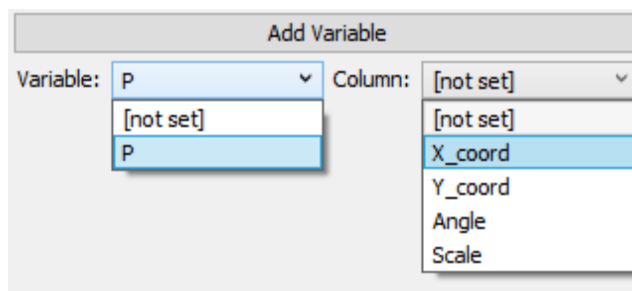 Add Variable
Variable: P Column: [not set]
[not set] [not set]
P X_coord
Y_coord
Angle
Scale